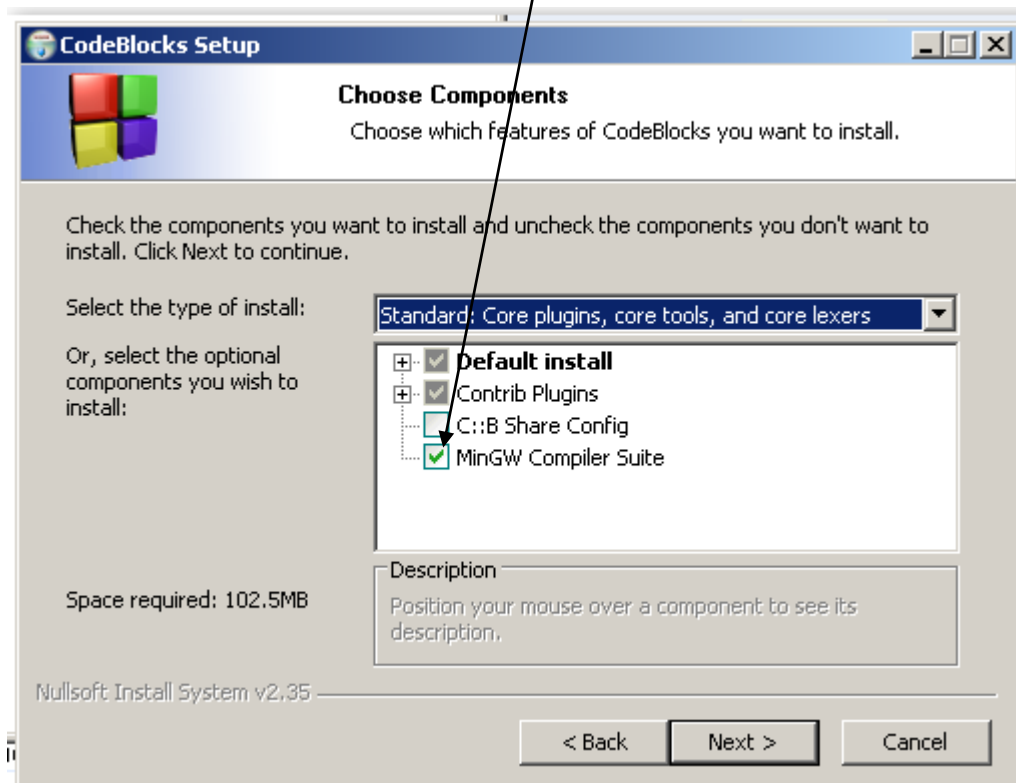 CodeBlocks Setup
Choose Components
Choose which features of CodeBlocks you want to install.
Check the components you want to install and uncheck the components you don't want to
install. Click Next to continue.
Select the type of install:
Standard: Core plugins, core tools, and core lexers
Or, select the optional
components you wish to
install:
Default install
Contrib Plugins
C::B Share Config
MinGW Compiler Suite
Space required: 102.5MB
Description
Position your mouse over a component to see its
description.
Nullsoft Install System v2.35
< Back
Next >
Cancel